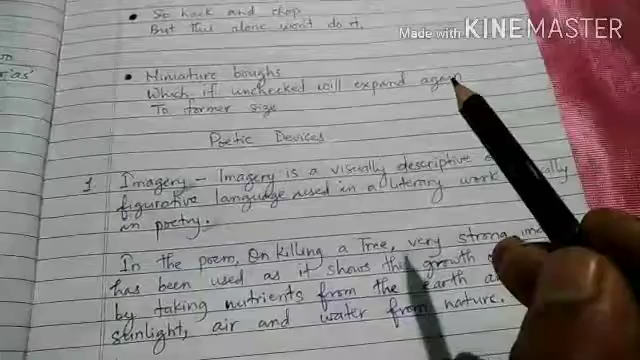 Made with KINEMASTER
So hack and chop
But this alone won't do it.
Miniature boughs
Which if unchecked will expand again
To former size
Poetic Devices
1. Imagery - Imagery is a visually descriptive
figurative language used in a literary work
in poetry.
In the poem, On killing a Tree, very strong
has been used as it shows the growth
by taking nutrients from the earth
sunlight, air and water from nature.